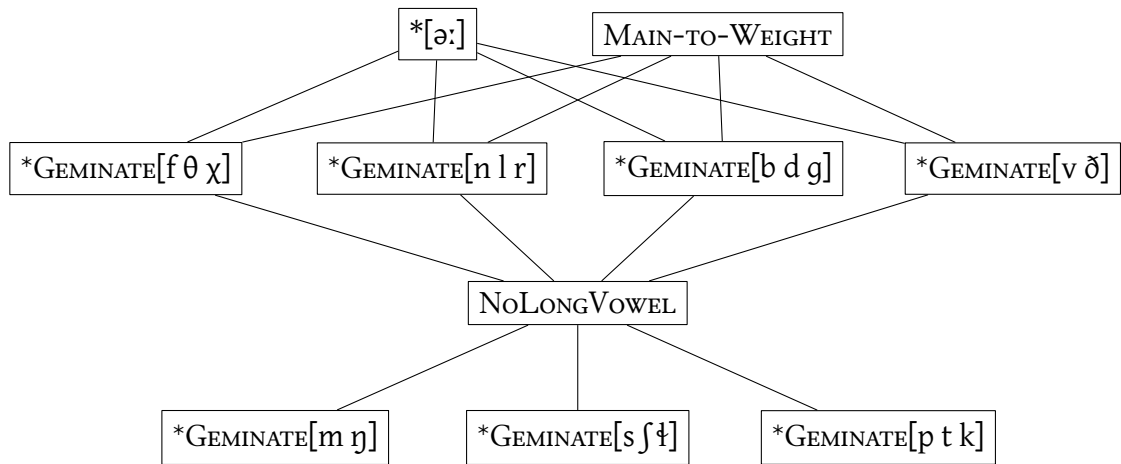 *[əː] MAIN-TO-WEIGHT
*GEMINATE[f θ χ] *GEMINATE[n l r] *GEMINATE[b d ɡ] *GEMINATE[v ð]
NOLONGVOWEL
*GEMINATE[m ŋ] *GEMINATE[s ʃ ɬ] *GEMINATE[p t k]